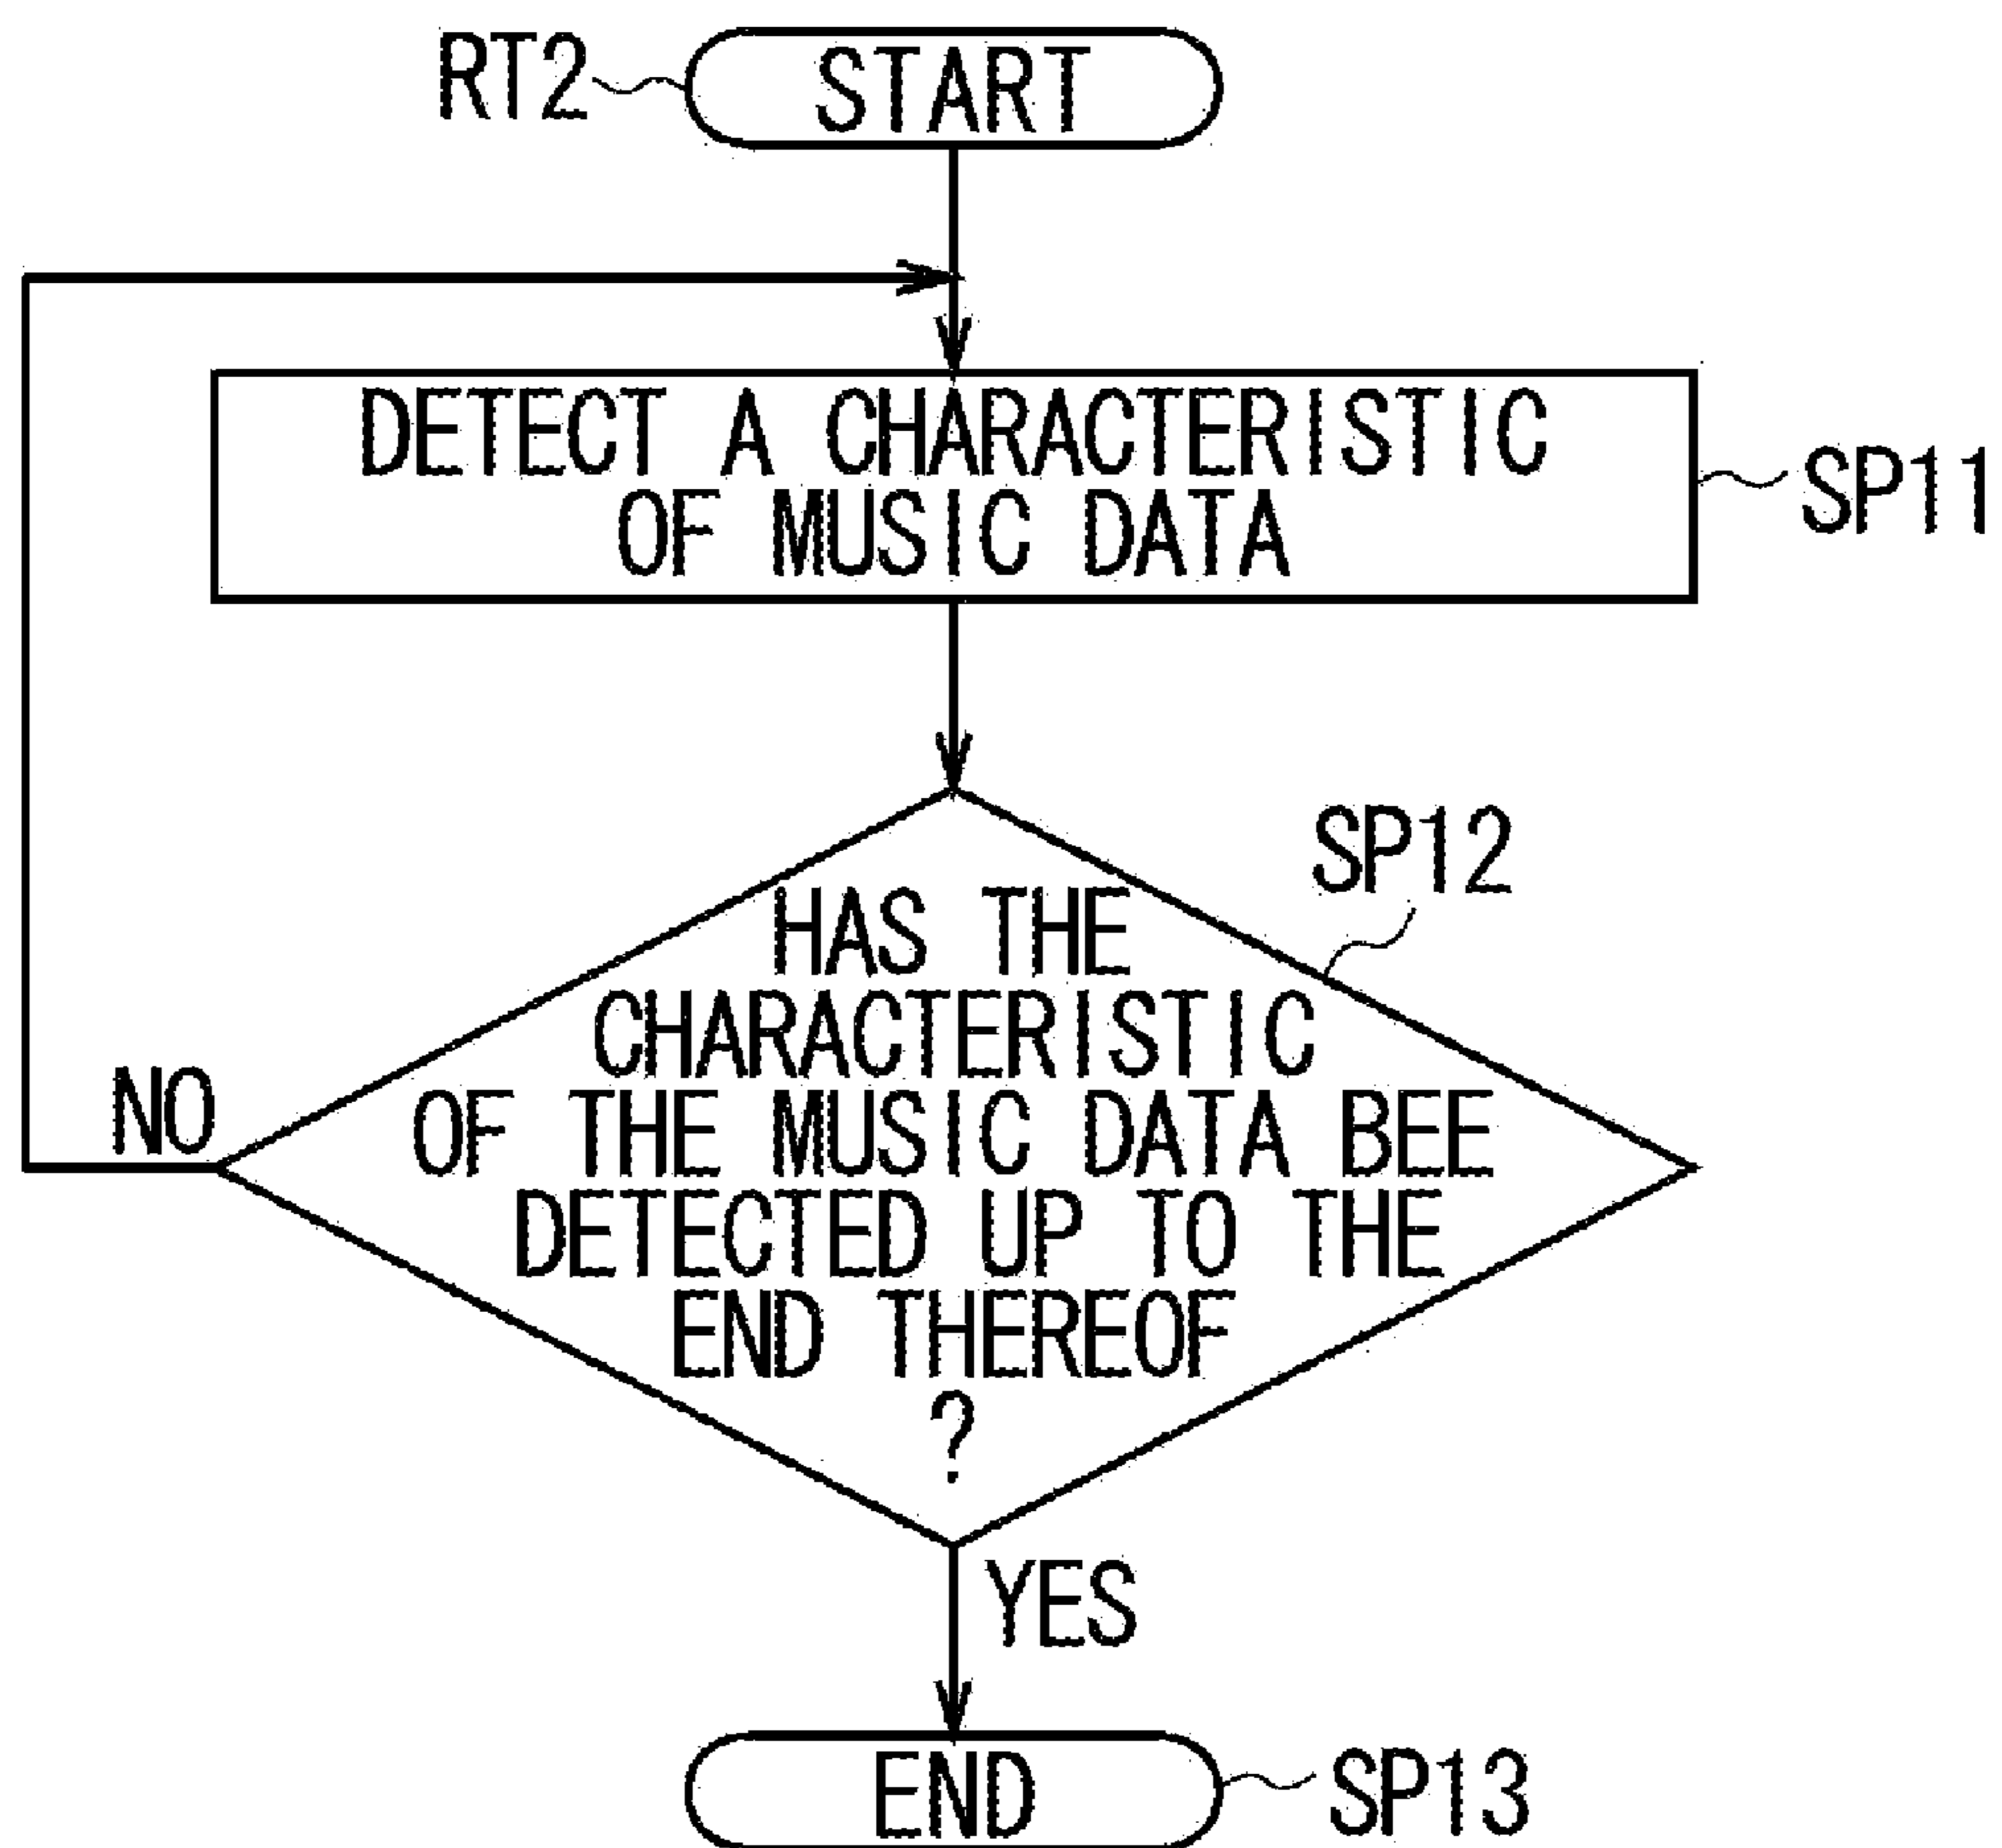 RT2
START
DETECT A CHARACTERISTIC
OF MUSIC DATA
SP11
SP12
HAS THE
CHARACTERISTIC
OF THE MUSIC DATA BEE
DETECTED UP TO THE
END THEREOF
?
NO
YES
END
SP13